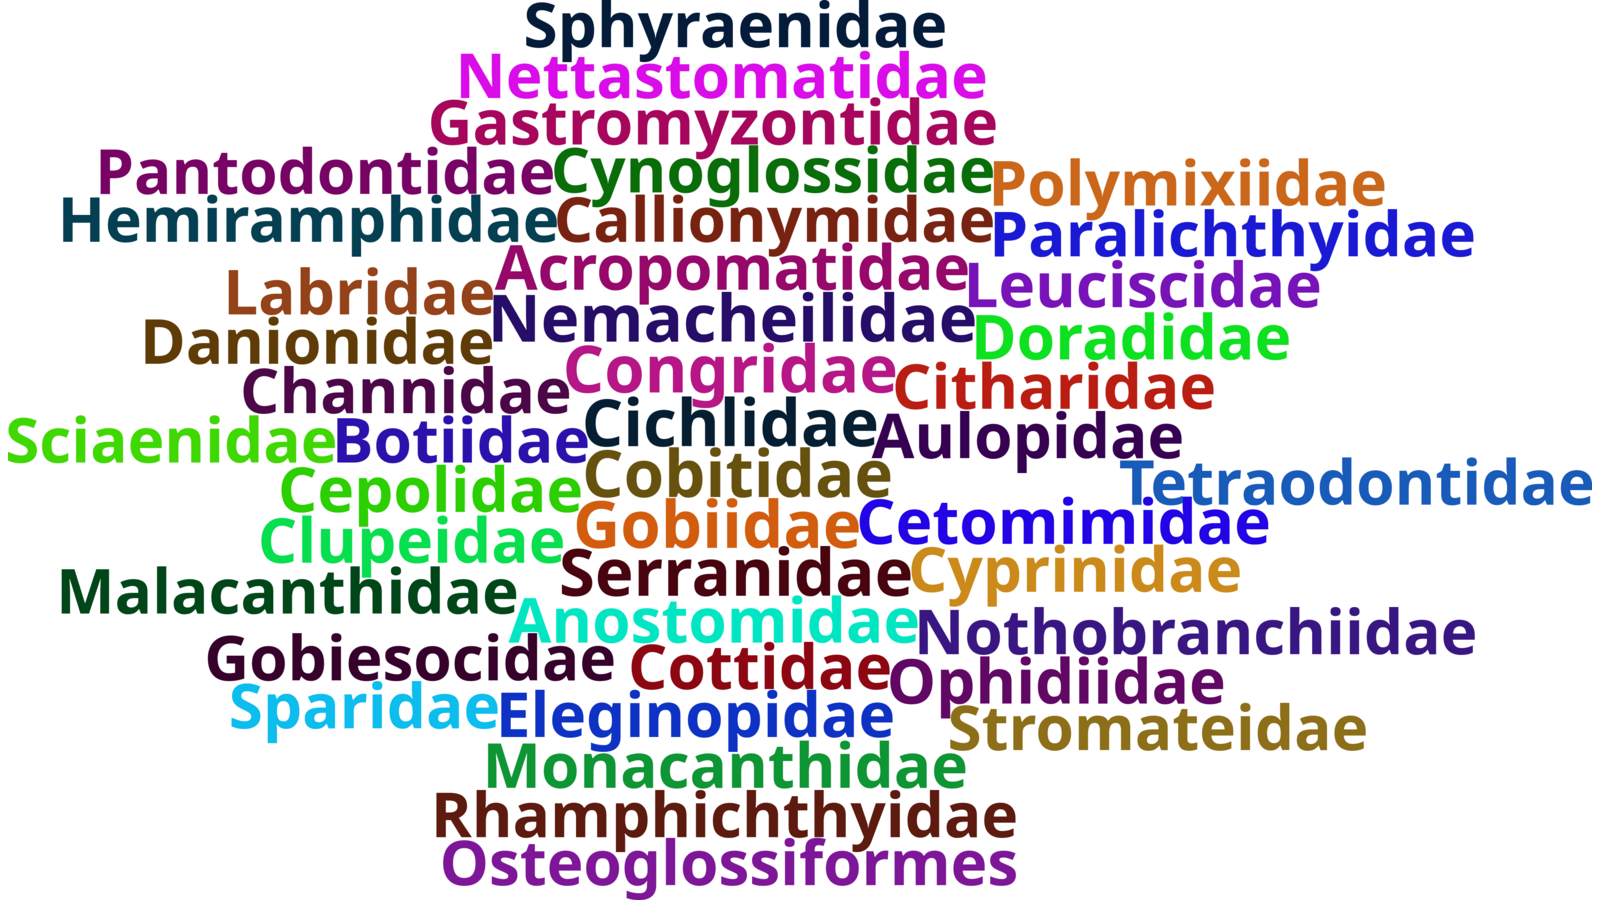 Sphyraenidae
Nettastomatidae
Gastromyzontidae
Pantodontidae Cynoglossidae Polymixiidae
Hemiramphidae Callionymidae Paralichthyidae
Acropomatidae Leuciscidae
Labridae Nemacheilidae Doradidae
Danionidae Congridae Citharidae
Channidae Cichlidae Aulopidae
Sciaenidae Botiidae Cobitidae Tetraodontidae
Cepolidae Gobiidae Cetomimidae
Clupeidae Serranidae Cyprinidae
Malacanthidae Anostomidae Nothobranchiidae
Gobiesocidae Cottidae Ophidiidae
Sparidae Eleginopidae Stromateidae
Monacanthidae
Rhamphichthyidae
Osteoglossiformes